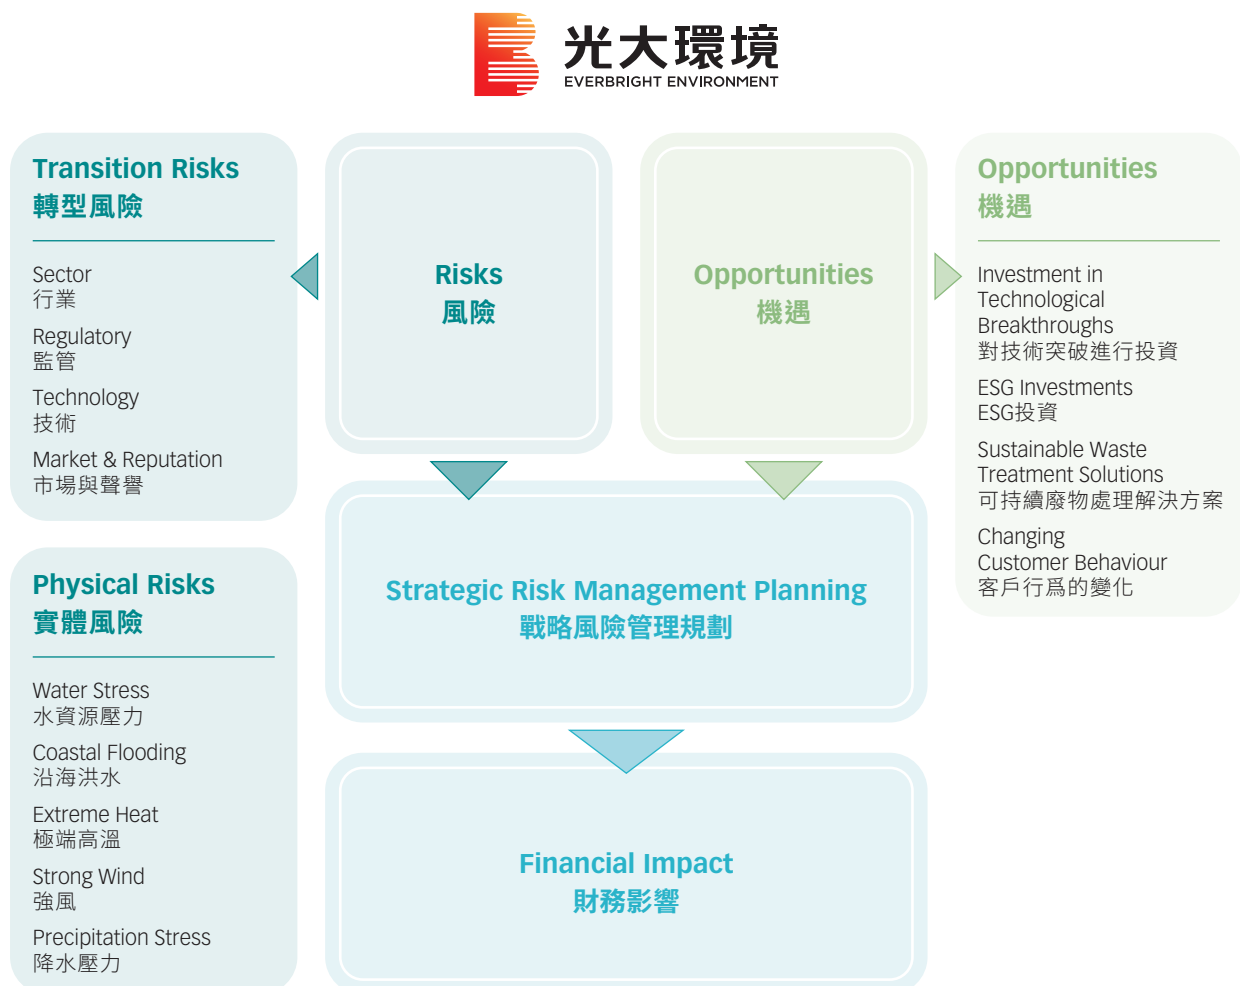 光大環境
EVERBRIGHT ENVIRONMENT
Transition Risks
轉型風險
Sector
行業
Regulatory
監管
Technology
技術
Market & Reputation
市場與聲譽
Physical Risks
實體風險
Water Stress
水資源壓力
Coastal Flooding
沿海洪水
Extreme Heat
極端高溫
Strong Wind
強風
Precipitation Stress
降水壓力
Risks
風險
Opportunities
機遇
Strategic Risk Management Planning
戰略風險管理規劃
Financial Impact
財務影響
Opportunities
機遇
Investment in
Technological
Breakthroughs
對技術突破進行投資
ESG Investments
ESG投資
Sustainable Waste
Treatment Solutions
可持續廢物處理解決方案
Changing
Customer Behaviour
客戶行爲的變化